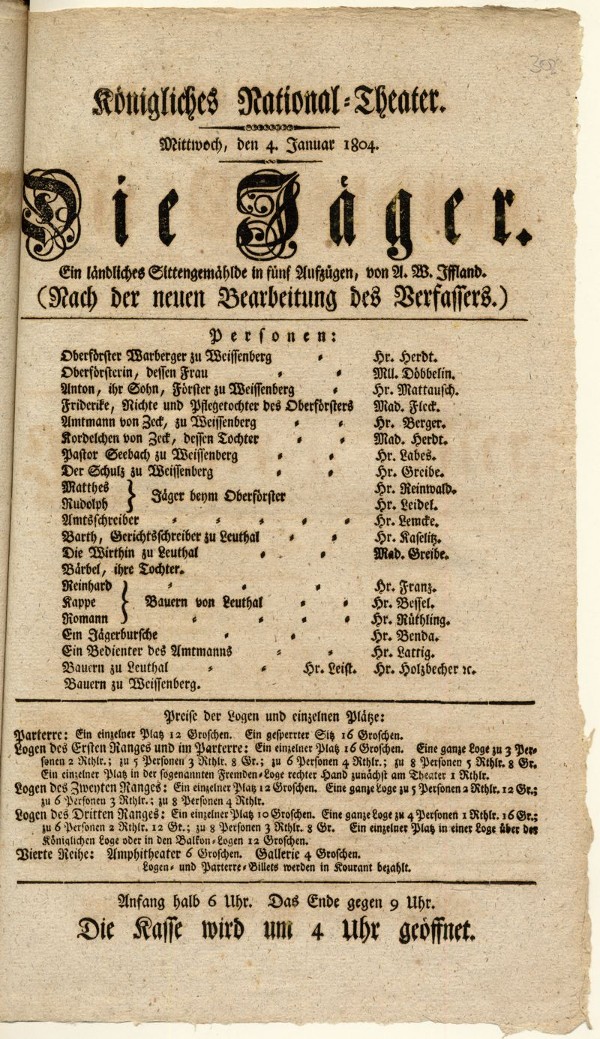 Königliches National-Theater.
Mittwoch, den 4. Januar 1804.
Die Jäger.
Ein ländliches Sittengemählde in fünf Aufzügen, von A. W. Iffland.
(Nach der neuen Bearbeitung des Verfassers.)
Personen:
Oberförster Warberger zu Weissenberg Hr. Herdt.
Oberförsterin, dessen Frau Mll. Döbbelin.
Anton, ihr Sohn, Förster zu Weissenberg Hr. Mattausch.
Friderike, Nichte und Pflegetochter des Oberförsters Mad. Fleck.
Amtmann von Zeck, zu Weissenberg Hr. Berger.
Kordelchen von Zeck, dessen Tochter Mad. Herdt.
Pastor Seebach zu Weissenberg Hr. Labes.
Der Schulz zu Weissenberg Hr. Greibe.
Matthes Hr. Reinwald.
} Jäger beym Oberförster
Rudolph Hr. Leidel.
Amtsschreiber Hr. Lemcke.
Barth, Gerichtsschreiber zu Leuthal Hr. Kaselitz.
Die Wirthin zu Leuthal Mad. Greibe.
Bärbel, ihre Tochter.
Reinhard Hr. Franz.
Kappe } Bauern von Leuthal Hr. Bessel.
Romann Hr. Rüthling.
Ein Jägerbursche Hr. Benda.
Ein Bedienter des Amtmanns Hr. Lattig.
Bauern zu Leuthal Hr. Leist. Hr. Holzbecher ꝛc.
Bauern zu Weissenberg.
Preise der Logen und einzelnen Plätze:
Parterre: Ein einzelner Platz 12 Groschen. Ein gesperrter Sitz 16 Groschen.
Logen des Ersten Ranges und im Parterre: Ein einzelner Platz 16 Groschen. Eine ganze Loge zu 3 Per-
sonen 2 Rthlr.; zu 5 Personen 3 Rthlr. 8 Gr.; zu 6 Personen 4 Rthlr.; zu 8 Personen 5 Rthlr. 8 Gr.
Ein einzelner Platz in der sogenannten Fremden-Loge rechter Hand zunächst am Theater 1 Rthlr.
Logen des Zweyten Ranges: Ein einzelner Platz 12 Groschen. Eine ganze Loge zu 5 Personen 2 Rthlr. 12 Gr.;
zu 6 Personen 3 Rthlr.; zu 8 Personen 4 Rthlr.
Logen des Dritten Ranges: Ein einzelner Platz 10 Groschen. Eine ganze Loge zu 4 Personen 1 Rthlr. 16 Gr.;
zu 6 Personen 2 Rthlr. 12 Gr.; zu 8 Personen 3 Rthlr. 8 Gr. Ein einzelner Platz in einer Loge über der
Königlichen Loge oder in den Balkon-Logen 12 Groschen.
Vierte Reihe: Amphitheater 6 Groschen. Gallerie 4 Groschen.
Logen- und Parterre-Billets werden in Kourant bezahlt.
Anfang halb 6 Uhr. Das Ende gegen 9 Uhr.
Die Kasse wird um 4 Uhr geöffnet.